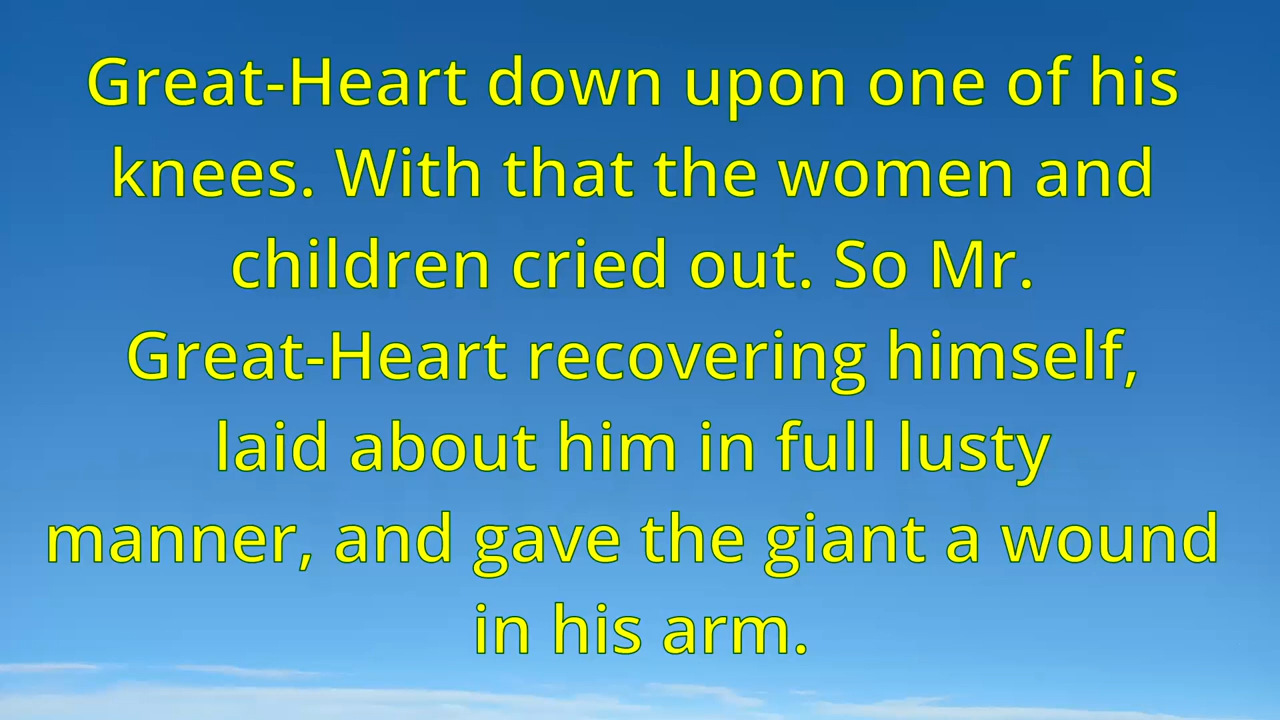 Great-Heart down upon one of his
knees. With that the women and
children cried out. So Mr.
Great-Heart recovering himself,
laid about him in full lusty
manner, and gave the giant a wound
in his arm.